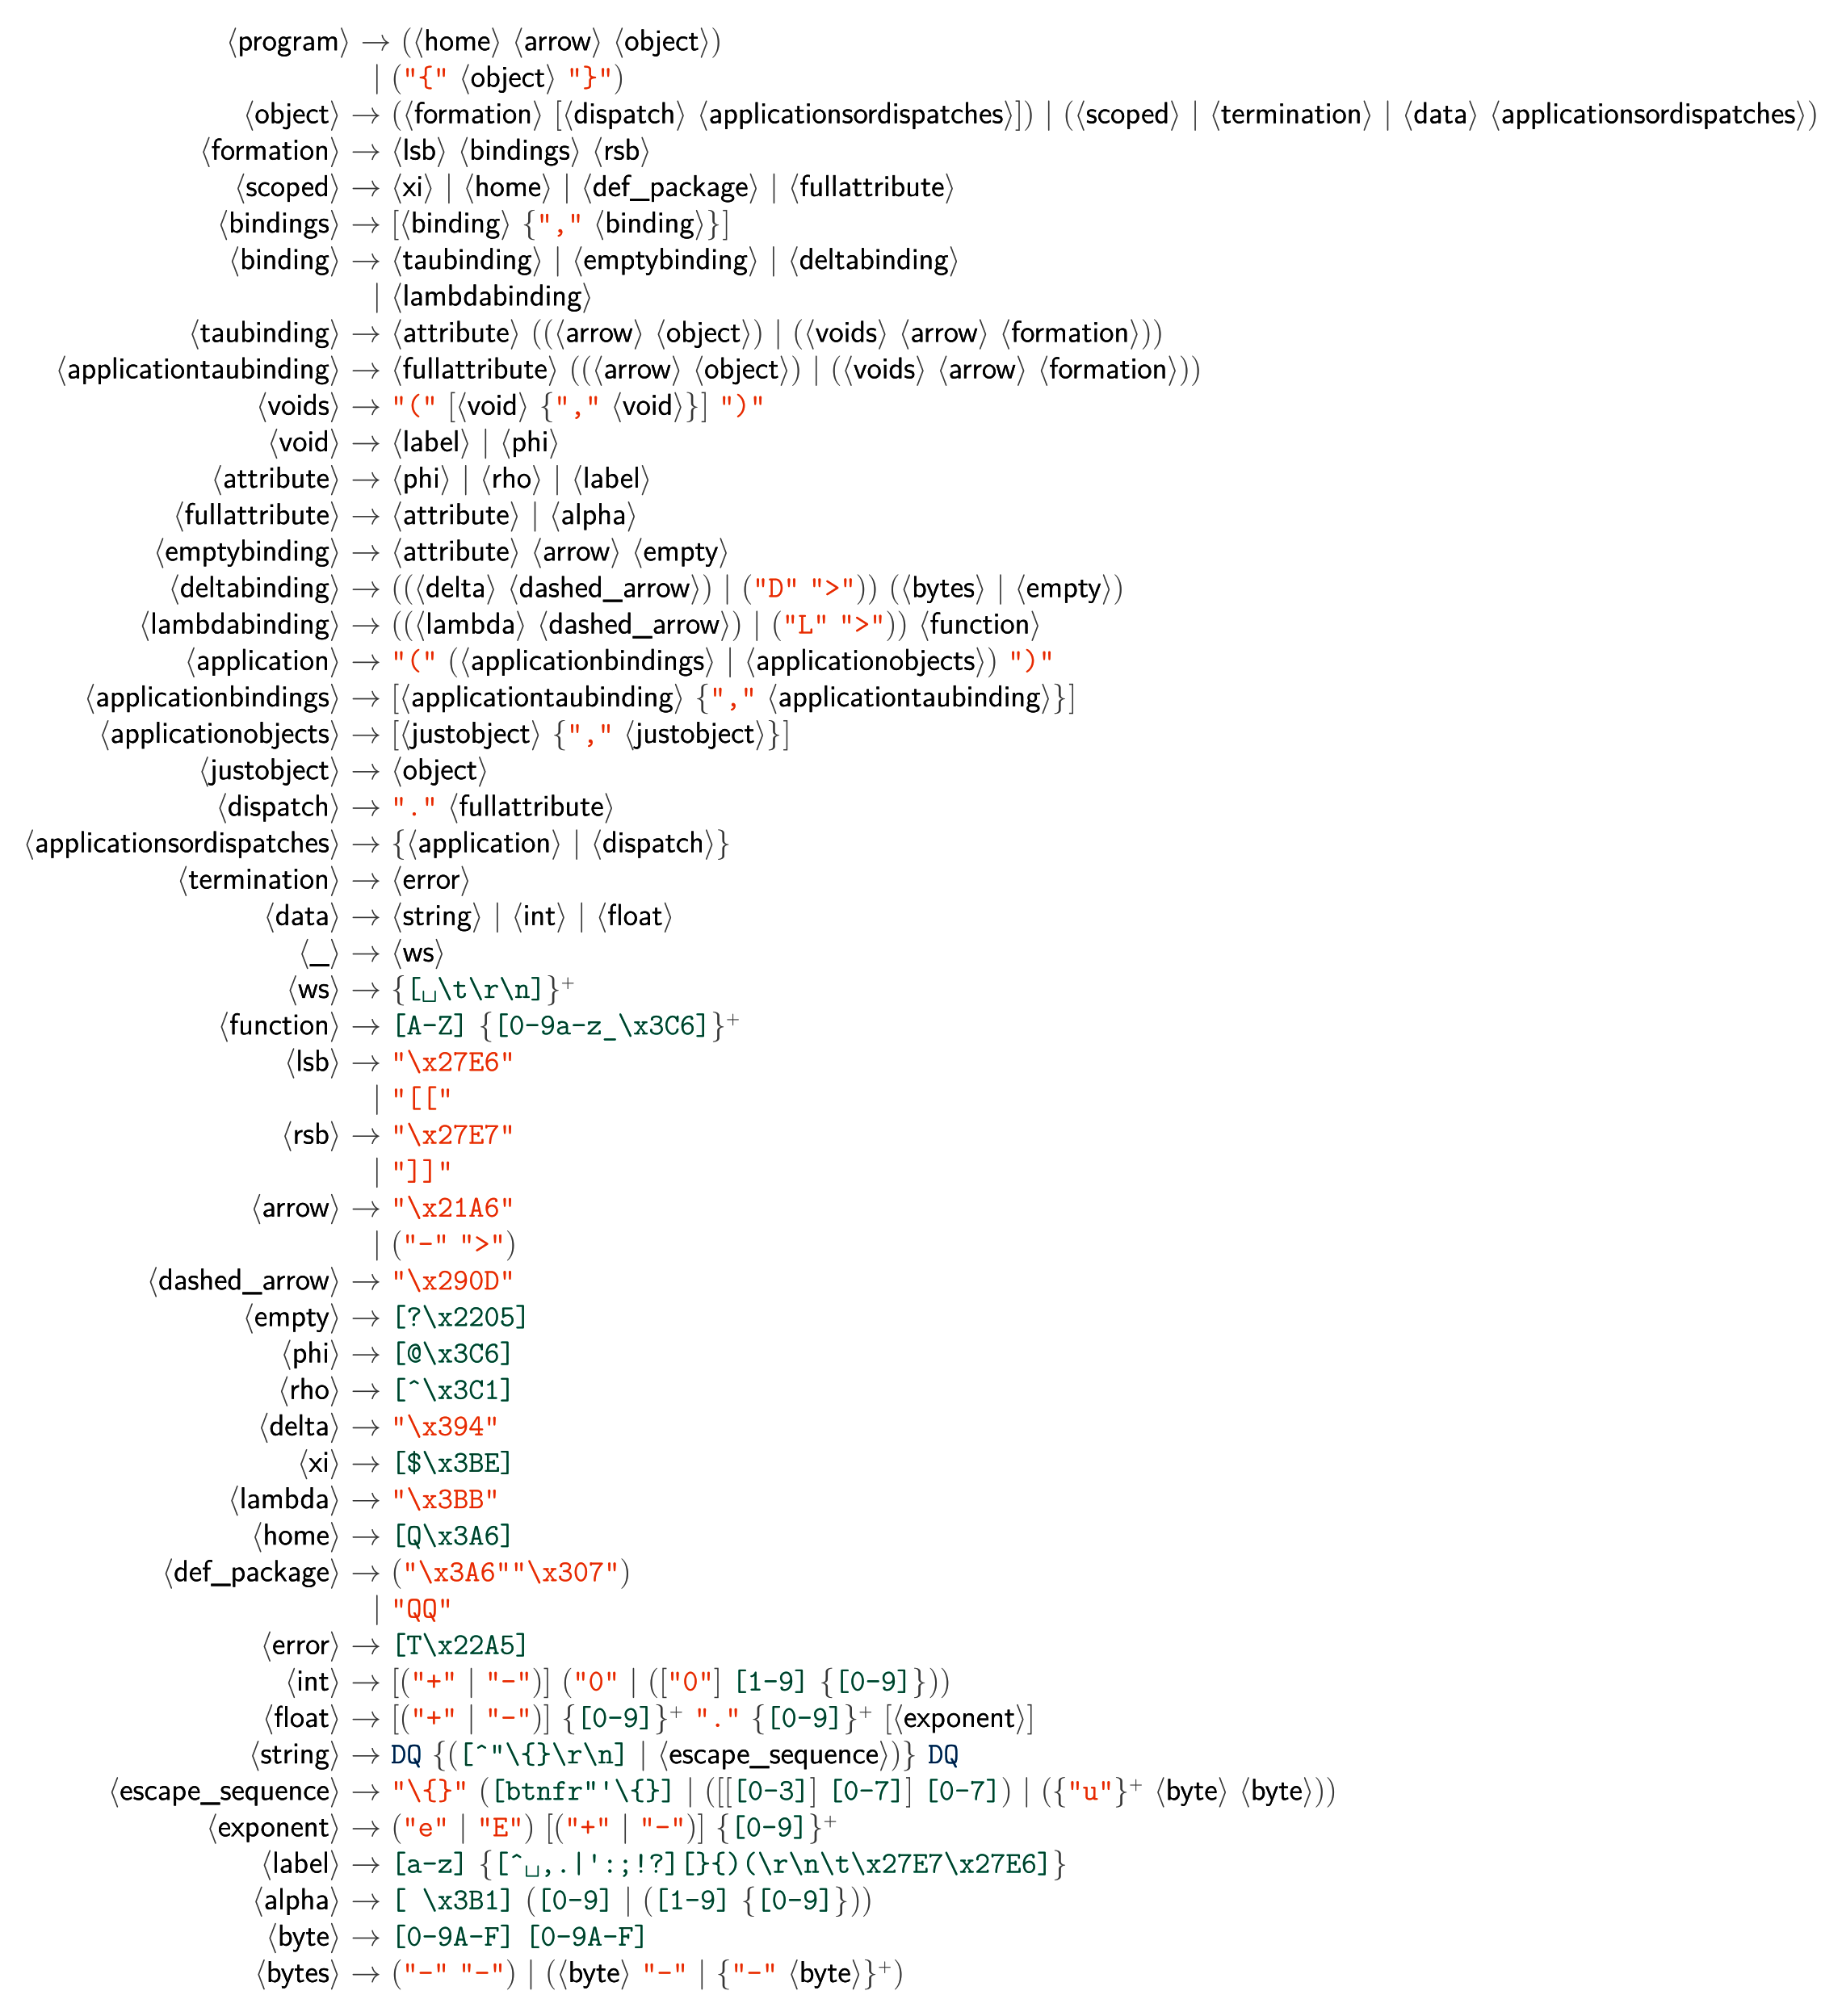 ⟨program⟩ → (⟨home⟩ ⟨arrow⟩ ⟨object⟩)
| ("{" ⟨object⟩ "}")
⟨object⟩ → (⟨formation⟩ [⟨dispatch⟩ ⟨applicationsordispatches⟩]) | (⟨scoped⟩ | ⟨termination⟩ | ⟨data⟩ ⟨applicationsordispatches⟩)
⟨formation⟩ → ⟨lsb⟩ ⟨bindings⟩ ⟨rsb⟩
⟨scoped⟩ → ⟨xi⟩ | ⟨home⟩ | ⟨def_package⟩ | ⟨fullattribute⟩
⟨bindings⟩ → [⟨binding⟩ {"," ⟨binding⟩}]
⟨binding⟩ → ⟨taubinding⟩ | ⟨emptybinding⟩ | ⟨deltabinding⟩
| ⟨lambdabinding⟩
⟨taubinding⟩ → ⟨attribute⟩ ((⟨arrow⟩ ⟨object⟩) | (⟨voids⟩ ⟨arrow⟩ ⟨formation⟩))
⟨applicationtaubinding⟩ → ⟨fullattribute⟩ ((⟨arrow⟩ ⟨object⟩) | (⟨voids⟩ ⟨arrow⟩ ⟨formation⟩))
⟨voids⟩ → "(" [⟨void⟩ {"," ⟨void⟩}] ")"
⟨void⟩ → ⟨label⟩ | ⟨phi⟩
⟨attribute⟩ → ⟨phi⟩ | ⟨rho⟩ | ⟨label⟩
⟨fullattribute⟩ → ⟨attribute⟩ | ⟨alpha⟩
⟨emptybinding⟩ → ⟨attribute⟩ ⟨arrow⟩ ⟨empty⟩
⟨deltabinding⟩ → ((⟨delta⟩ ⟨dashed_arrow⟩) | ("D" ">")) (⟨bytes⟩ | ⟨empty⟩)
⟨lambdabinding⟩ → ((⟨lambda⟩ ⟨dashed_arrow⟩) | ("L" ">")) ⟨function⟩
⟨application⟩ → "(" (⟨applicationbindings⟩ | ⟨applicationobjects⟩) ")"
⟨applicationbindings⟩ → [⟨applicationtaubinding⟩ {"," ⟨applicationtaubinding⟩}]
⟨applicationobjects⟩ → [⟨justobject⟩ {"," ⟨justobject⟩}]
⟨justobject⟩ → ⟨object⟩
⟨dispatch⟩ → "." ⟨fullattribute⟩
⟨applicationsordispatches⟩ → {⟨application⟩ | ⟨dispatch⟩}
⟨termination⟩ → ⟨error⟩
⟨data⟩ → ⟨string⟩ | ⟨int⟩ | ⟨float⟩
⟨_⟩ → ⟨ws⟩
⟨ws⟩ → {[␣\t\r\n]}⁺
⟨function⟩ → [A-Z] {[0-9a-z_\x3C6]}⁺
⟨lsb⟩ → "\x27E6"
| "[["
⟨rsb⟩ → "\x27E7"
| "]]"
⟨arrow⟩ → "\x21A6"
| ("-" ">")
⟨dashed_arrow⟩ → "\x290D"
⟨empty⟩ → [?\x2205]
⟨phi⟩ → [@\x3C6]
⟨rho⟩ → [^\x3C1]
⟨delta⟩ → "\x394"
⟨xi⟩ → [$\x3BE]
⟨lambda⟩ → "\x3BB"
⟨home⟩ → [Q\x3A6]
⟨def_package⟩ → ("\x3A6""\x307")
| "QQ"
⟨error⟩ → [T\x22A5]
⟨int⟩ → [("+" | "-")] ("0" | (["0"] [1-9] {[0-9]}))
⟨float⟩ → [("+" | "-")] {[0-9]}⁺ "." {[0-9]}⁺ [⟨exponent⟩]
⟨string⟩ → DQ {([^"\{}\r\n] | ⟨escape_sequence⟩)} DQ
⟨escape_sequence⟩ → "\{}" ([btnfr"'\{}] | ([[[0-3]] [0-7]] [0-7]) | ({"u"}⁺ ⟨byte⟩ ⟨byte⟩))
⟨exponent⟩ → ("e" | "E") [("+" | "-")] {[0-9]}⁺
⟨label⟩ → [a-z] {[^␣,.|':;!?][}{)(\r\n\t\x27E7\x27E6]}
⟨alpha⟩ → [ \x3B1] ([0-9] | ([1-9] {[0-9]}))
⟨byte⟩ → [0-9A-F] [0-9A-F]
⟨bytes⟩ → ("-" "-") | (⟨byte⟩ "-" | {"-" ⟨byte⟩}⁺)